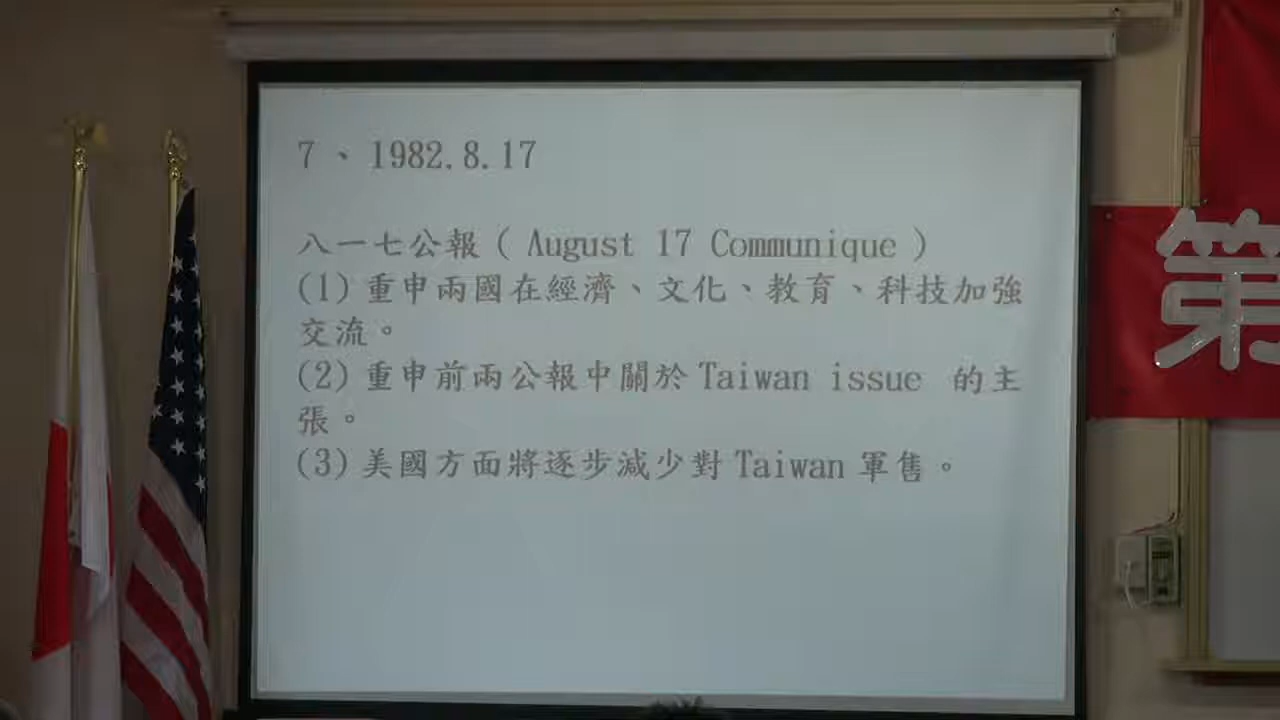 7、1982.8.17
八一七公報(August 17 Communique)
(1)重申兩國在經濟、文化、教育、科技加強
交流。
(2)重申前兩公報中關於Taiwan issue 的主
張。
(3)美國方面將逐步減少對Taiwan軍售。
第